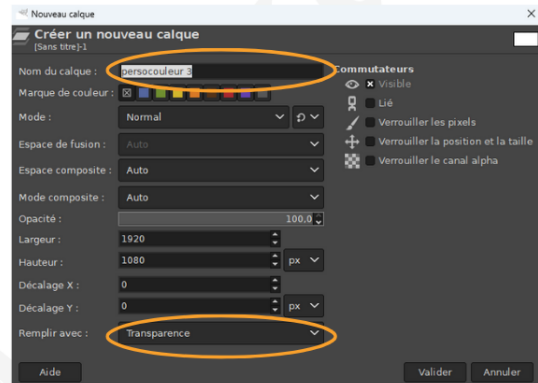 Nouveau calque
Créer un nouveau calque
[Sans titre]-1
Nom du calque : persocouleur 3
Marque de couleur :
Mode : Normal
Espace de fusion : Auto
Espace composite : Auto
Mode composite : Auto
Opacité : 100,0
Largeur : 1920
Hauteur : 1080 px
Décalage X : 0
Décalage Y : 0 px
Remplir avec : Transparence
Commutateurs
Visible
Lié
Verrouiller les pixels
Verrouiller la position et la taille
Verrouiller le canal alpha
Aide Valider Annuler